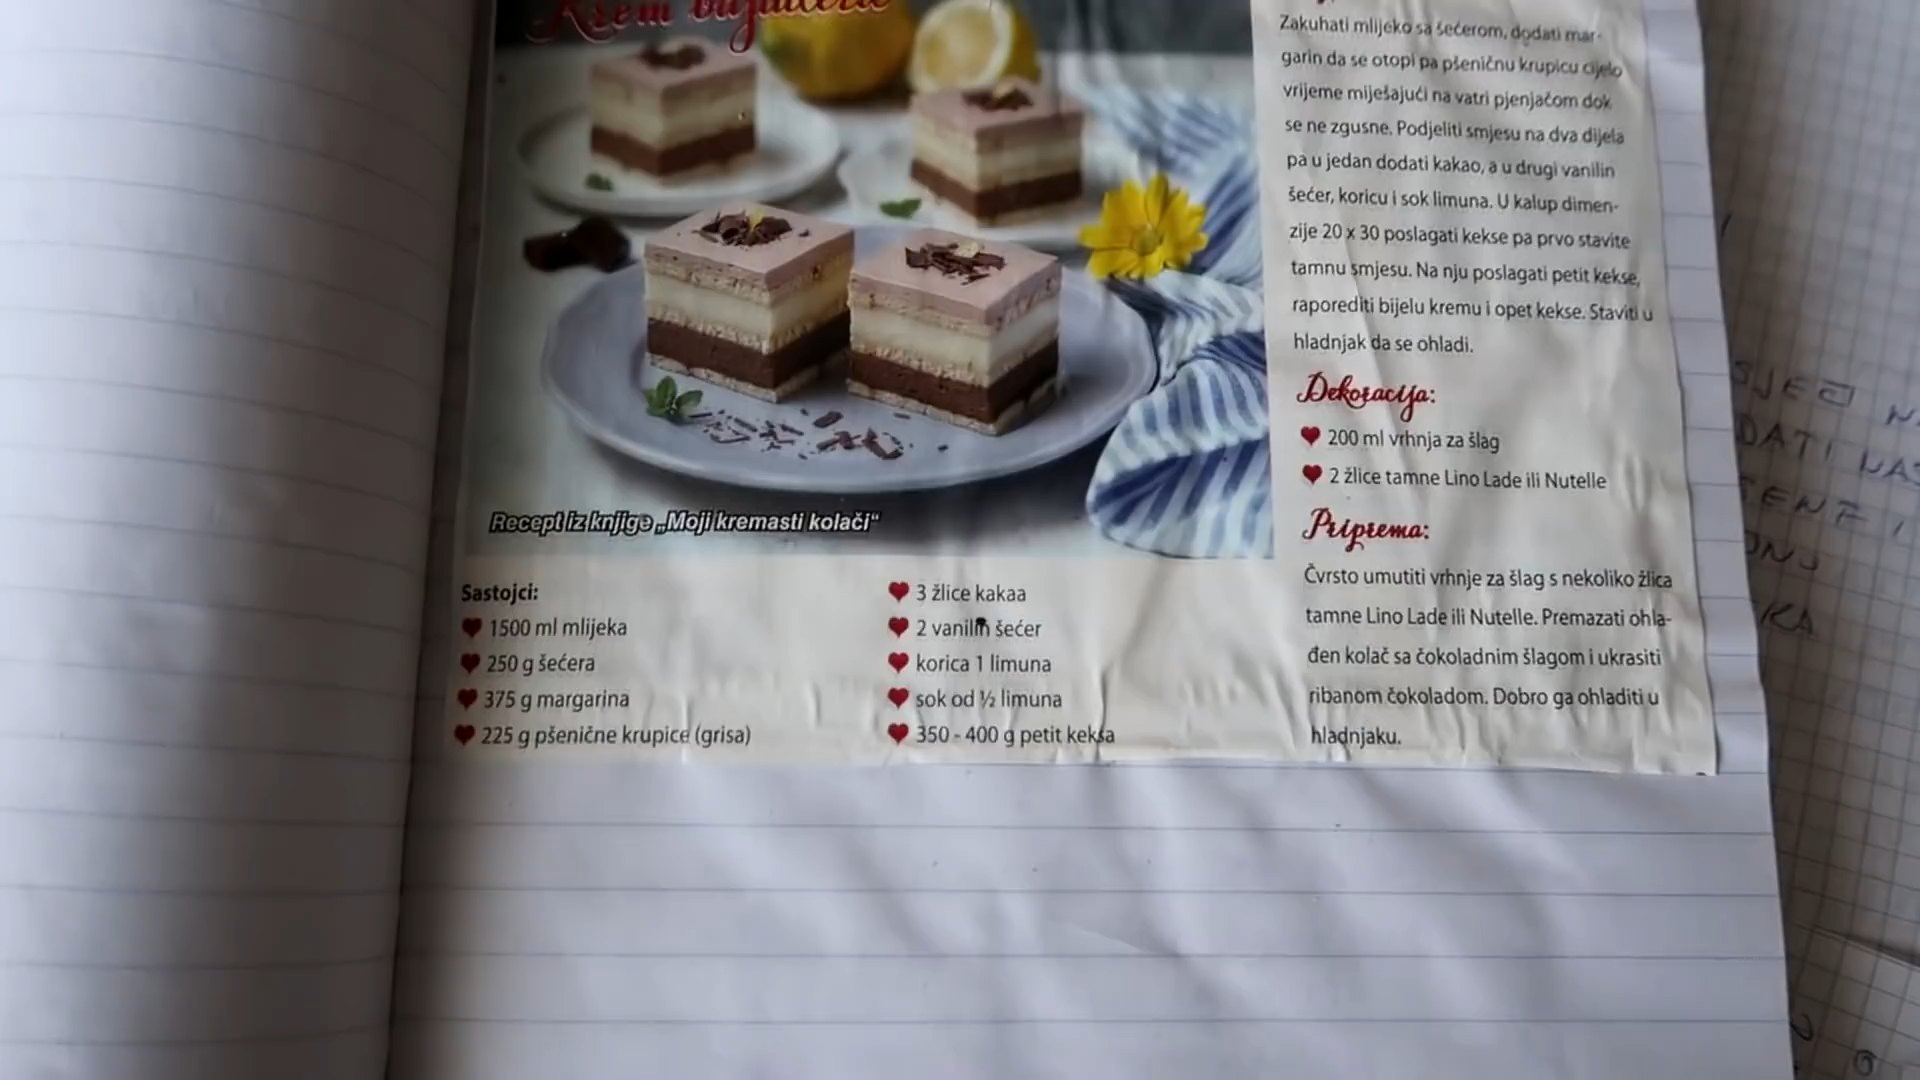 Krem bajadera
Recept iz knjige „Moji kremasti kolači“
Sastojci:
1500 ml mlijeka
250 g šećera
375 g margarina
225 g pšenične krupice (grisa)
3 žlice kakaa
2 vanilin šećer
korica 1 limuna
sok od ½ limuna
350 - 400 g petit keksa
Zakuhati mlijeko sa šećerom, dodati mar-
garin da se otopi pa pšeničnu krupicu cijelo
vrijeme miješajući na vatri pjenjačom dok
se ne zgusne. Podjeliti smjesu na dva dijela
pa u jedan dodati kakao, a u drugi vanilin
šećer, koricu i sok limuna. U kalup dimen-
zije 20 x 30 poslagati kekse pa prvo stavite
tamnu smjesu. Na nju poslagati petit kekse,
raporediti bijelu kremu i opet kekse. Staviti u
hladnjak da se ohladi.
Dekoracija:
200 ml vrhnja za šlag
2 žlice tamne Lino Lade ili Nutelle
Priprema:
Čvrsto umutiti vrhnje za šlag s nekoliko žlica
tamne Lino Lade ili Nutelle. Premazati ohla-
đen kolač sa čokoladnim šlagom i ukrasiti
ribanom čokoladom. Dobro ga ohladiti u
hladnjaku.
DATI